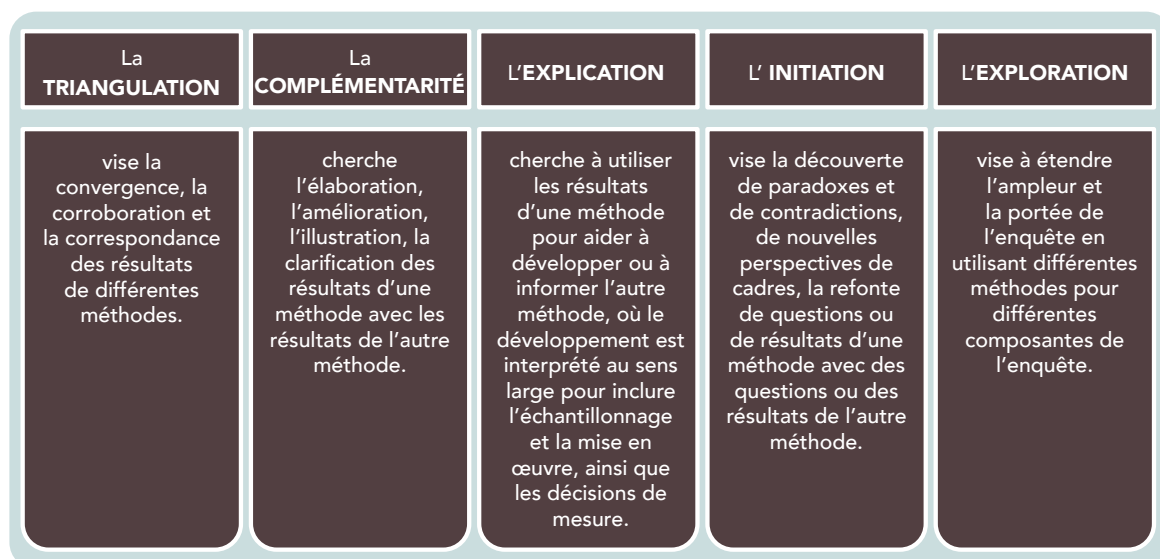 La
TRIANGULATION
La
COMPLÉMENTARITÉ
L’EXPLICATION
L’ INITIATION
L’EXPLORATION
vise la
convergence, la
corroboration et
la correspondance
des résultats
de différentes
méthodes.
cherche
l’élaboration,
l’amélioration,
l’illustration, la
clarification des
résultats d’une
méthode avec les
résultats de l’autre
méthode.
cherche à utiliser
les résultats
d’une méthode
pour aider à
développer ou à
informer l’autre
méthode, où le
développement est
interprété au sens
large pour inclure
l’échantillonnage
et la mise en
œuvre, ainsi que
les décisions de
mesure.
vise la découverte
de paradoxes et
de contradictions,
de nouvelles
perspectives de
cadres, la refonte
de questions ou
de résultats d’une
méthode avec des
questions ou des
résultats de l’autre
méthode.
vise à étendre
l’ampleur et
la portée de
l’enquête en
utilisant différentes
méthodes pour
différentes
composantes de
l’enquête.